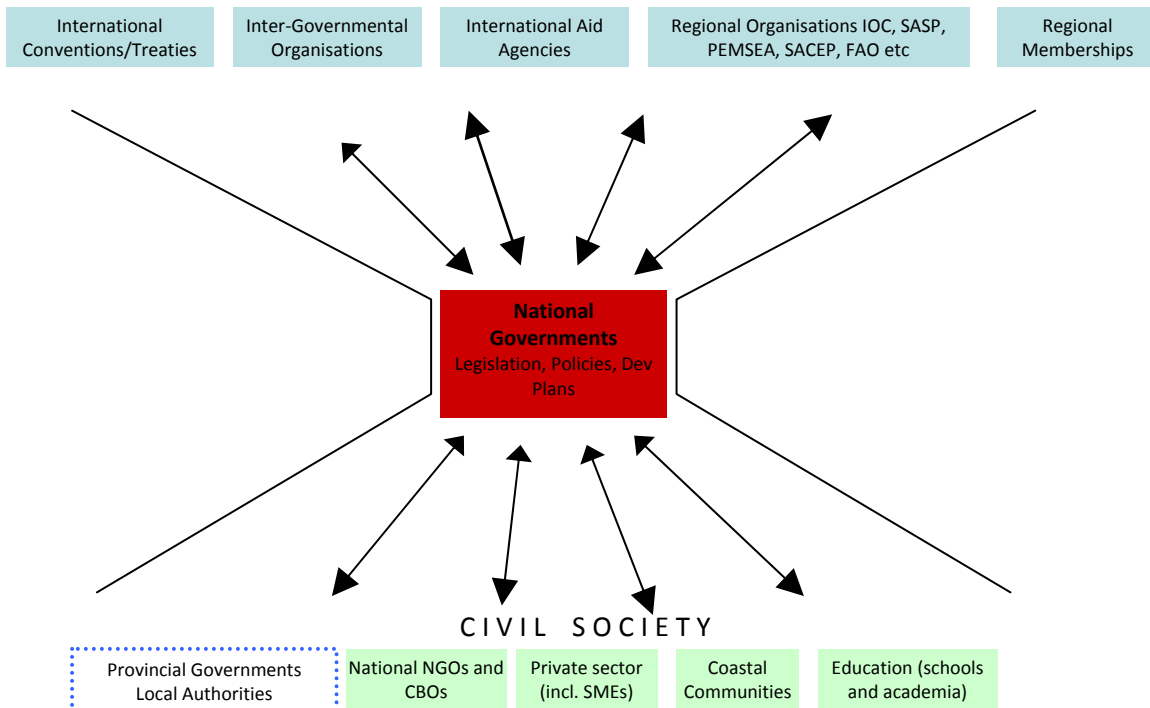 International
Conventions/Treaties
Inter-Governmental
Organisations
International Aid
Agencies
Regional Organisations IOC, SASP,
PEMSEA, SACEP, FAO etc
Regional
Memberships
National
Governments
Legislation, Policies, Dev
Plans
CIVIL SOCIETY
Provincial Governments
Local Authorities
National NGOs and
CBOs
Private sector
(incl. SMEs)
Coastal
Communities
Education (schools
and academia)